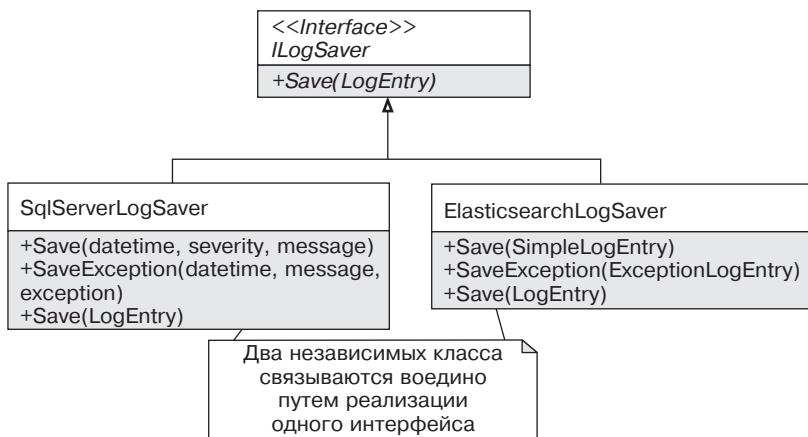 <<Interface>>
ILogSaver
+Save(LogEntry)
SqlServerLogSaver
+Save(datetime, severity, message)
+SaveException(datetime, message,
exception)
+Save(LogEntry)
ElasticsearchLogSaver
+Save(SimpleLogEntry)
+SaveException(ExceptionLogEntry)
+Save(LogEntry)
Два независимых класса
связываются воедино
путем реализации
одного интерфейса